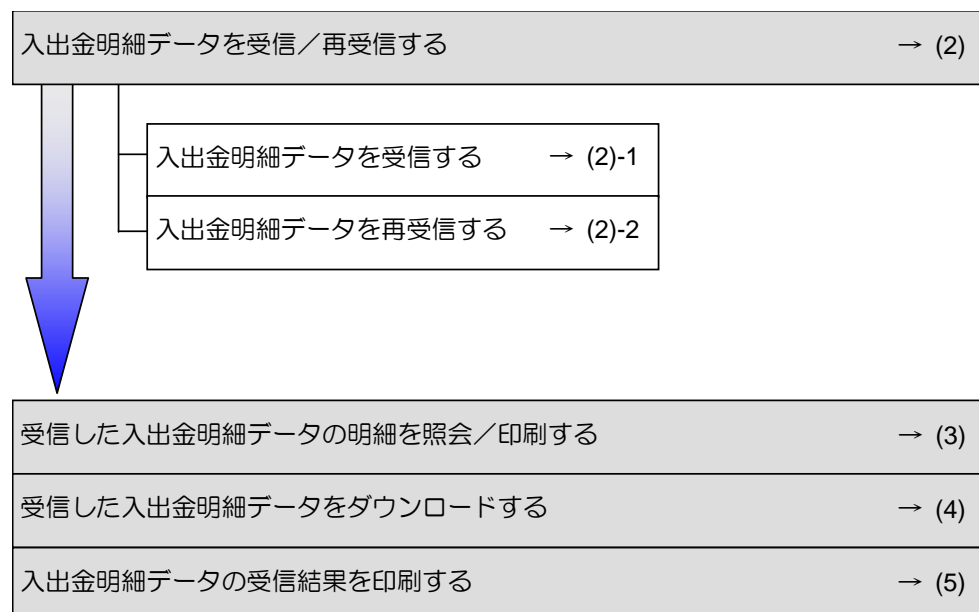 入出金明細データを受信／再受信する → (2)
入出金明細データを受信する → (2)-1
入出金明細データを再受信する → (2)-2
受信した入出金明細データの明細を照会／印刷する → (3)
受信した入出金明細データをダウンロードする → (4)
入出金明細データの受信結果を印刷する → (5)